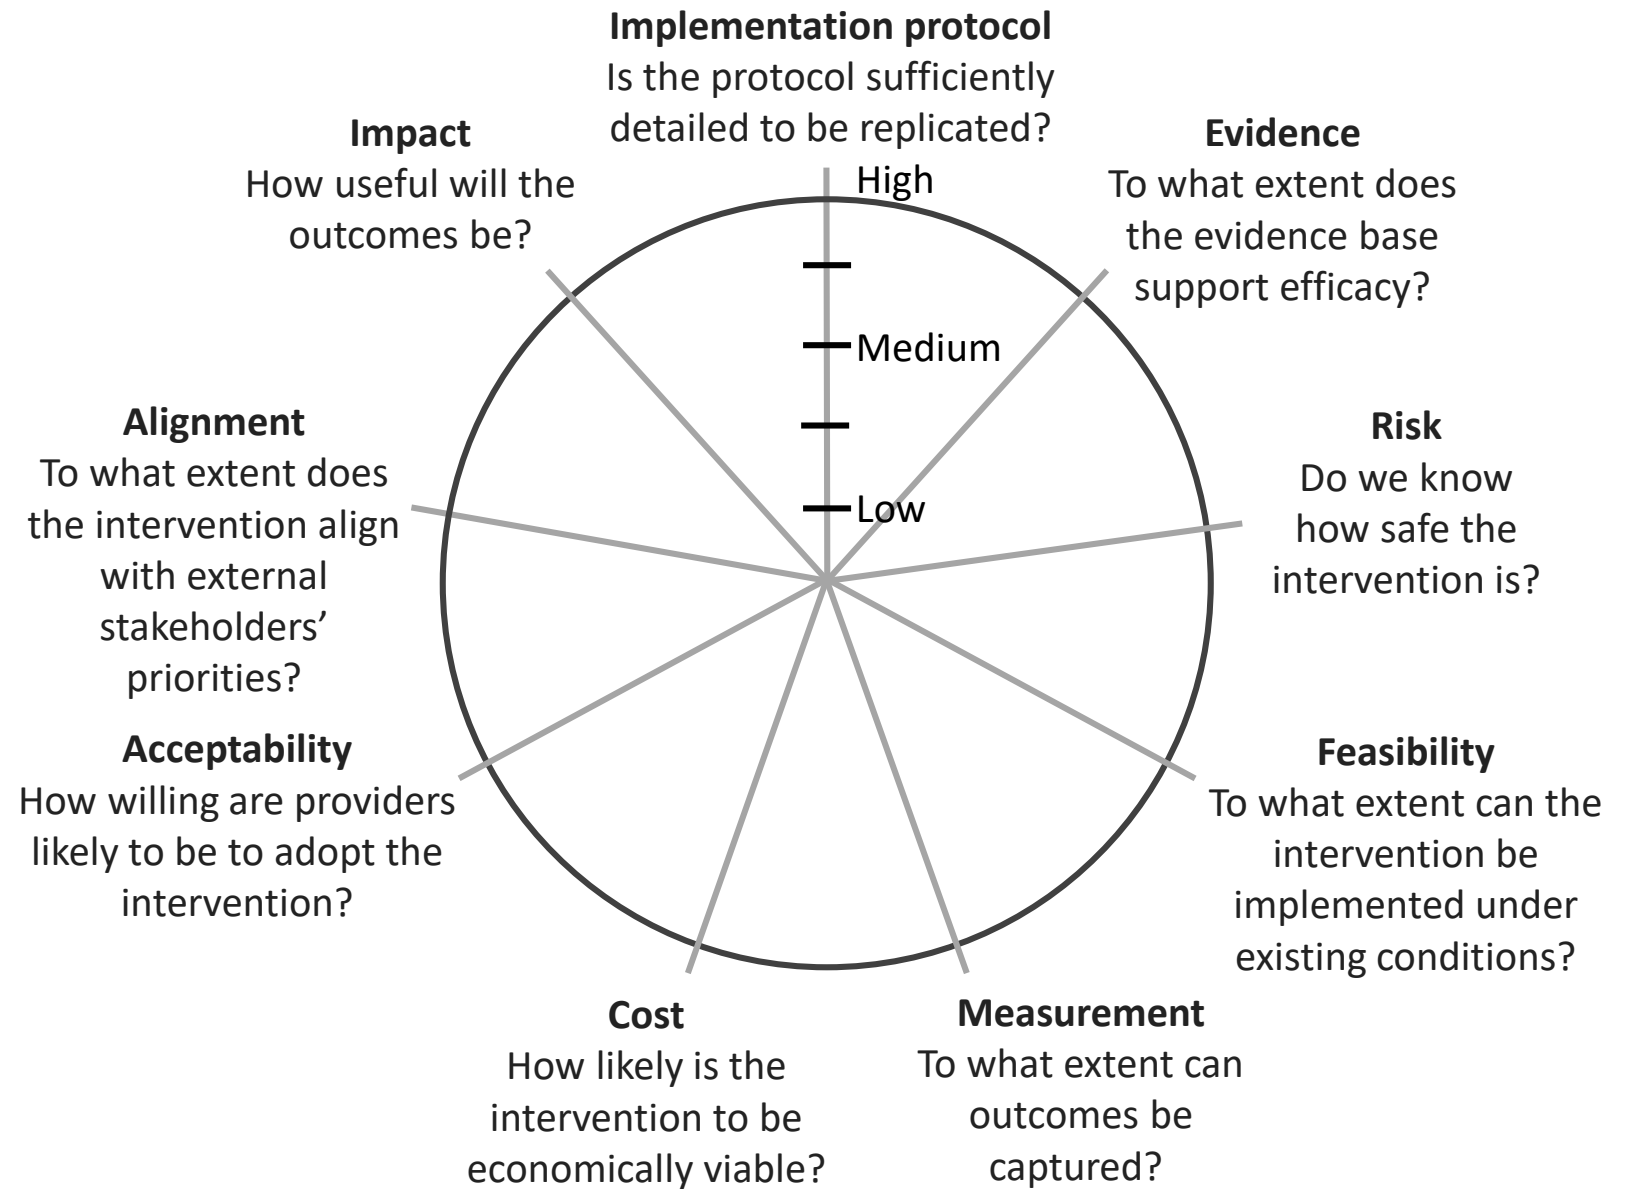 Implementation protocol
Is the protocol sufficiently
detailed to be replicated?
High
Medium
Low
Evidence
To what extent does
the evidence base
support efficacy?
Risk
Do we know
how safe the
intervention is?
Feasibility
To what extent can the
intervention be
implemented under
existing conditions?
Measurement
To what extent can
outcomes be
captured?
Cost
How likely is the
intervention to be
economically viable?
Acceptability
How willing are providers
likely to be to adopt the
intervention?
Alignment
To what extent does
the intervention align
with external
stakeholders’
priorities?
Impact
How useful will the
outcomes be?